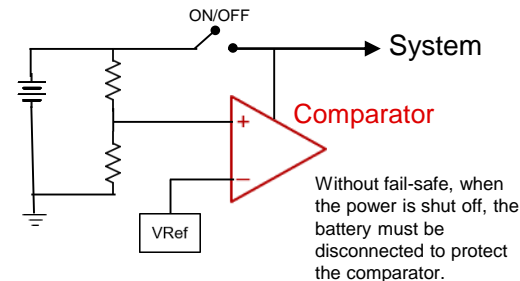 ON/OFF
System
Comparator
+
−
VRef
Without fail-safe, when
the power is shut off, the
battery must be
disconnected to protect
the comparator.